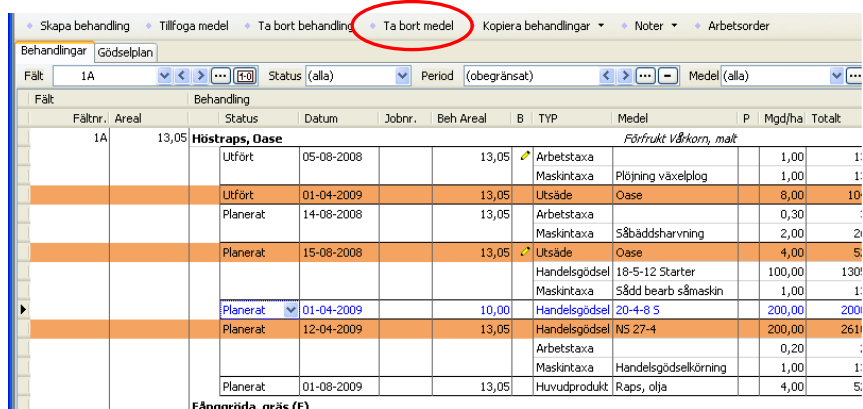 Skapa behandling Tillfoga medel Ta bort behandling Ta bort medel Kopiera behandlingar Noter Arbetsorder
Behandlingar Gödselplan
Fält 1A Status (alla) Period (obegränsat) Medel (alla)
Fält Behandling
Fältnr. Areal Status Datum Jobnr. Beh Areal B TYP Medel P Mgd/ha Totalt
1A 13,05 Höstraps, Oase Förfrukt Vårkorn, malt
Utfört 05-08-2008 13,05 Arbetstaxa 1,00
Maskintaxa Plöjning växelplog 1,00
Utfört 01-04-2009 13,05 Utsäde Oase 8,00
Planerat 14-08-2008 13,05 Arbetstaxa 0,30
Maskintaxa Såbäddsharvning 2,00
Planerat 15-08-2008 13,05 Utsäde Oase 4,00
Handelsgödsel 18-5-12 Starter 100,00
Maskintaxa Sådd bearb såmaskin 1,00
Planerat 01-04-2009 10,00 Handelsgödsel 20-4-8 S 200,00
Planerat 12-04-2009 13,05 Handelsgödsel NS 27-4 200,00
Arbetstaxa 0,20
Maskintaxa Handelsgödselkörning 1,00
Planerat 01-08-2009 13,05 Huvudprodukt Raps, olja 4,00
Fånggröda, gräs (E)